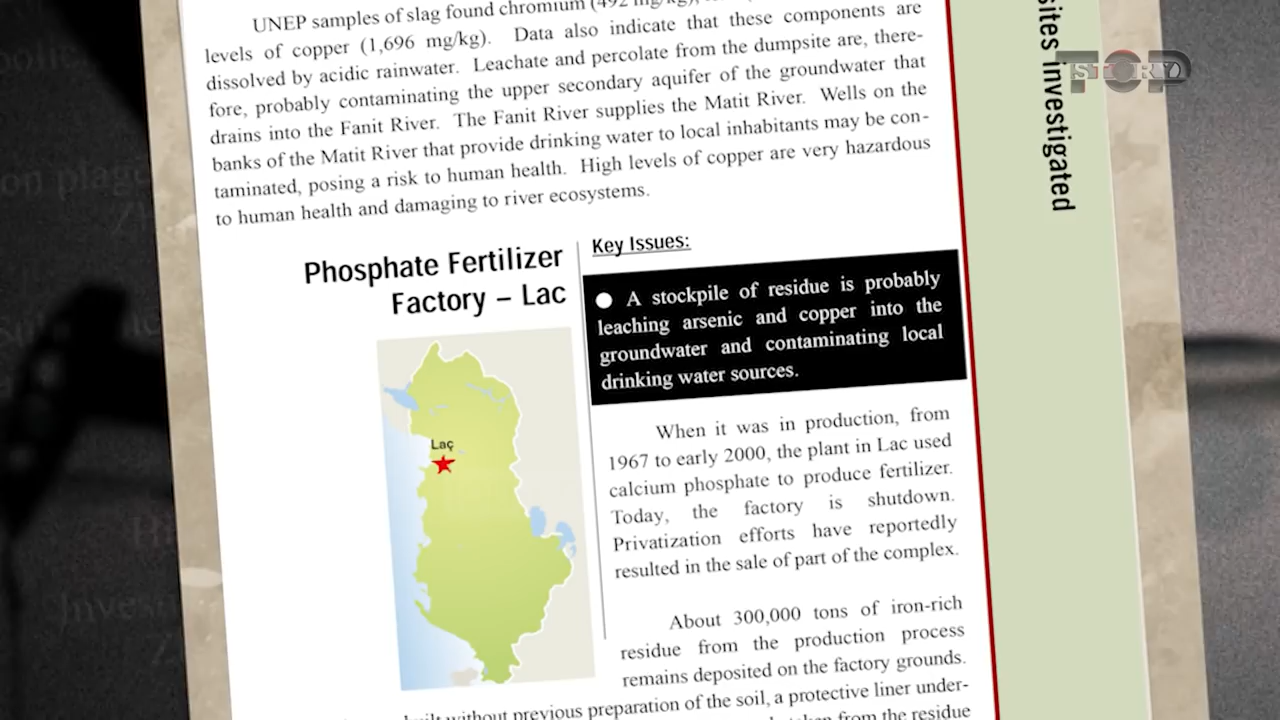 UNEP samples of slag found chromium (492 mg/kg),
levels of copper (1,696 mg/kg). Data also indicate that these components are
dissolved by acidic rainwater. Leachate and percolate from the dumpsite are, there-
fore, probably contaminating the upper secondary aquifer of the groundwater that
drains into the Fanit River. The Fanit River supplies the Matit River. Wells on the
banks of the Matit River that provide drinking water to local inhabitants may be con-
taminated, posing a risk to human health. High levels of copper are very hazardous
to human health and damaging to river ecosystems.
Phosphate Fertilizer
Factory – Lac
Laç
Key Issues:
● A stockpile of residue is probably
leaching arsenic and copper into the
groundwater and contaminating local
drinking water sources.
When it was in production, from
1967 to early 2000, the plant in Lac used
calcium phosphate to produce fertilizer.
Today, the factory is shutdown.
Privatization efforts have reportedly
resulted in the sale of part of the complex.
About 300,000 tons of iron-rich
residue from the production process
remains deposited on the factory grounds.
without previous preparation of the soil, a protective liner under-
taken from the residue
sites investigated
TOP
STORY